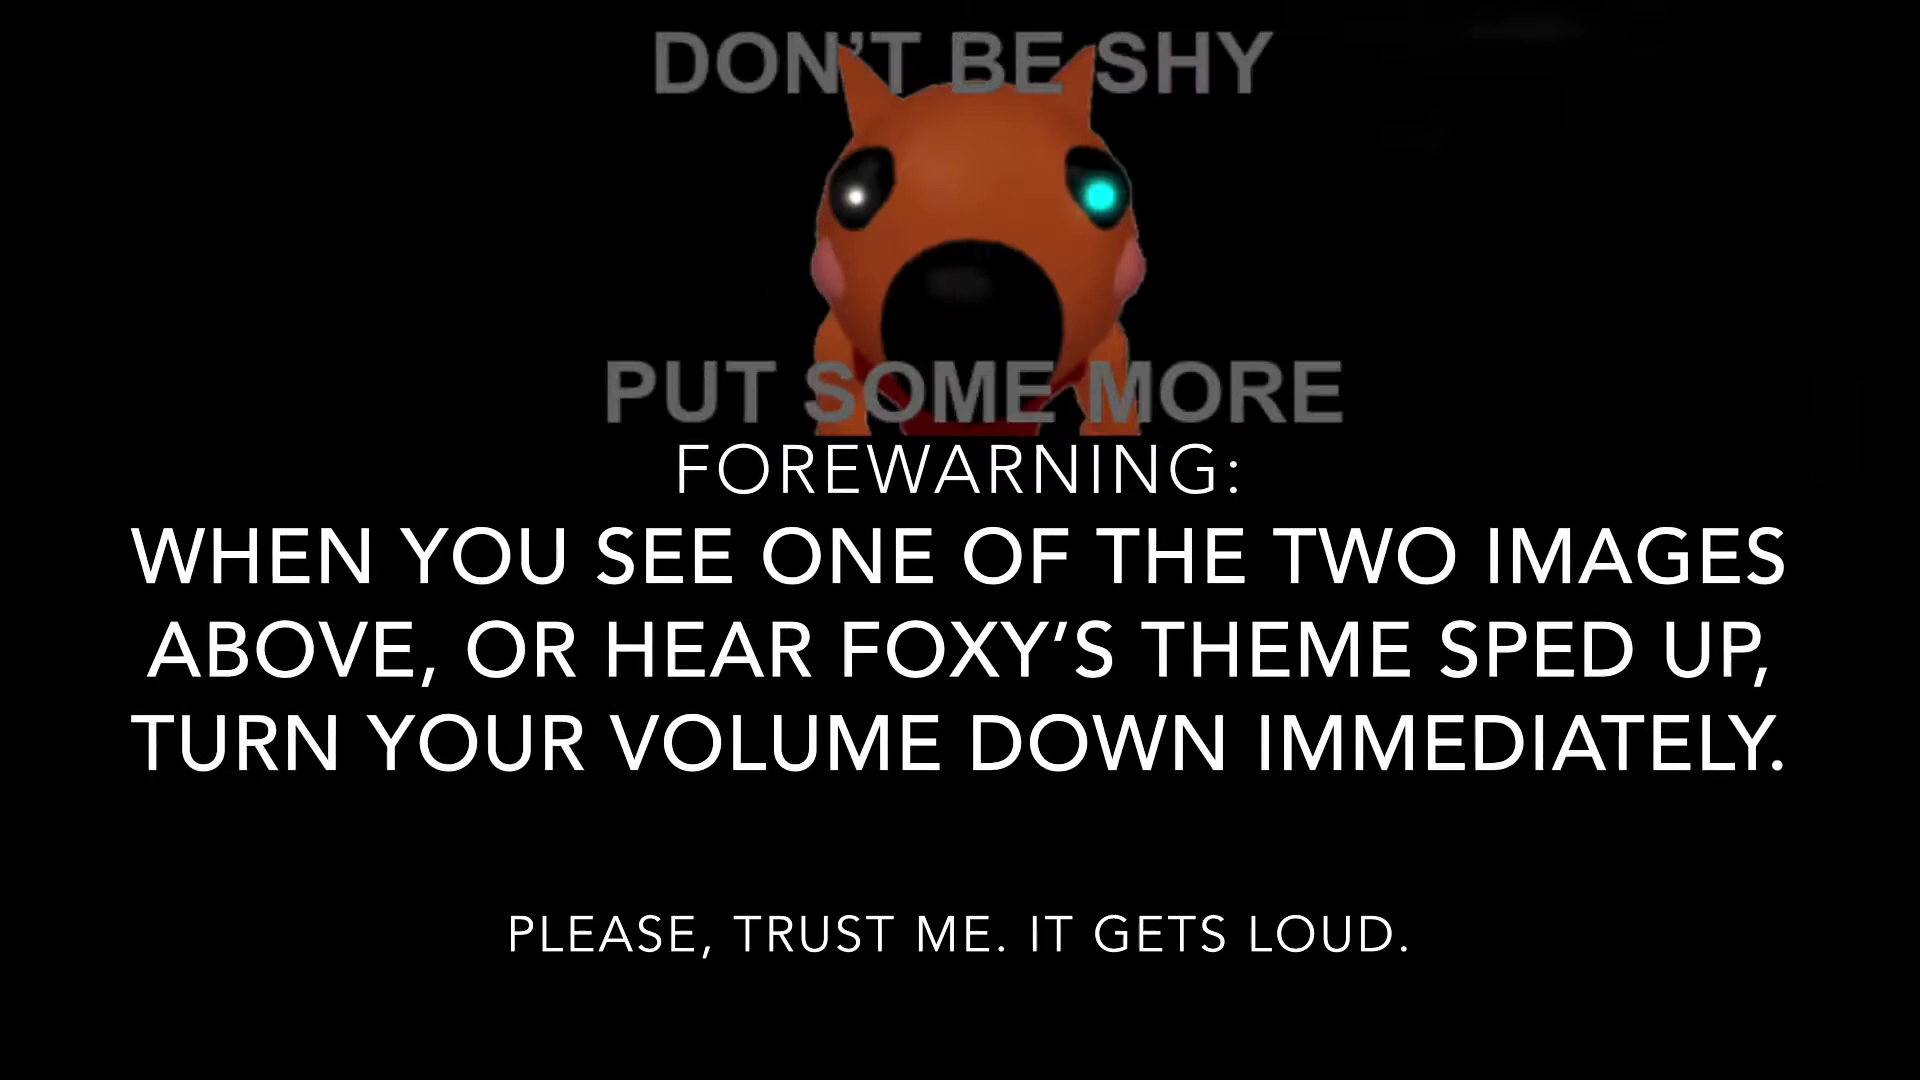 DON'T BE SHY
PUT SOME MORE
FOREWARNING:
WHEN YOU SEE ONE OF THE TWO IMAGES
ABOVE, OR HEAR FOXY'S THEME SPED UP,
TURN YOUR VOLUME DOWN IMMEDIATELY.
PLEASE, TRUST ME. IT GETS LOUD.